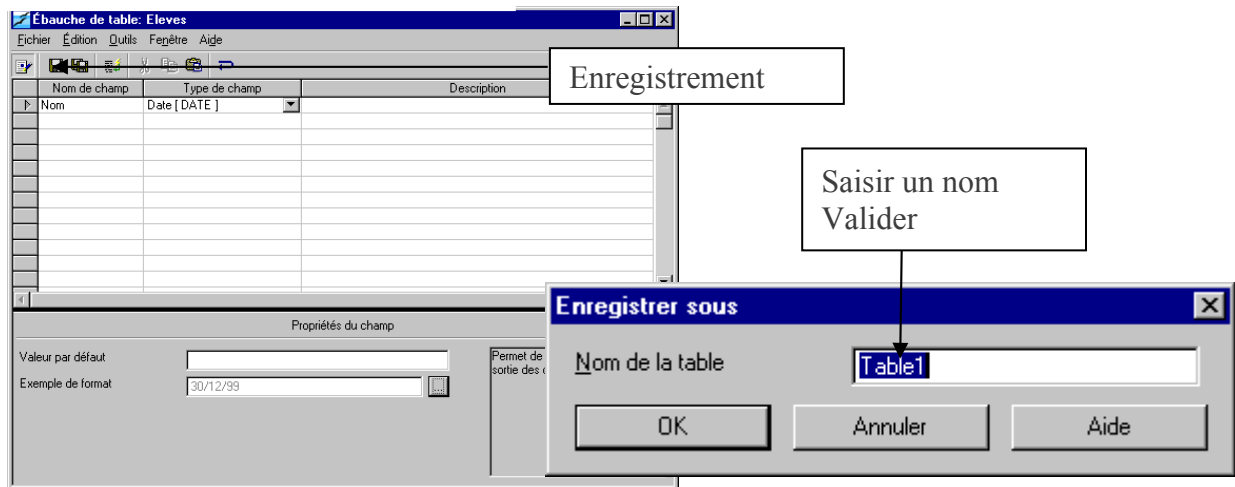 Ébauche de table: Eleves
Fichier Édition Outils Fenêtre Aide
Enregistrement
Nom de champ Type de champ Description
Nom Date [ DATE ]
Saisir un nom
Valider
Propriétés du champ
Valeur par défaut
Exemple de format 30/12/99
Permet de
sortie des
Enregistrer sous
Nom de la table Table1
OK Annuler Aide